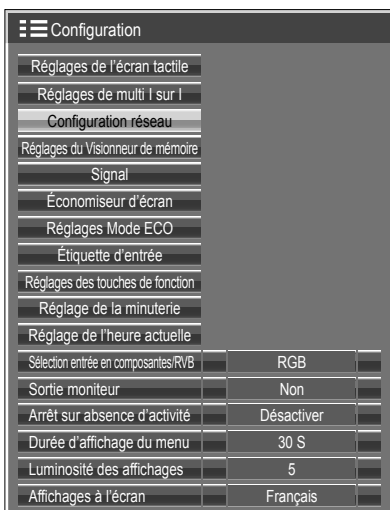 Configuration
Réglages de l'écran tactile
Réglages de multi I sur I
Configuration réseau
Réglages du Visionneur de mémoire
Signal
Économiseur d'écran
Réglages Mode ECO
Étiquette d'entrée
Réglages des touches de fonction
Réglage de la minuterie
Réglage de l'heure actuelle
Sélection entrée en composantes/RVB RGB
Sortie moniteur Non
Arrêt sur absence d'activité Désactiver
Durée d'affichage du menu 30 S
Luminosité des affichages 5
Affichages à l'écran Français